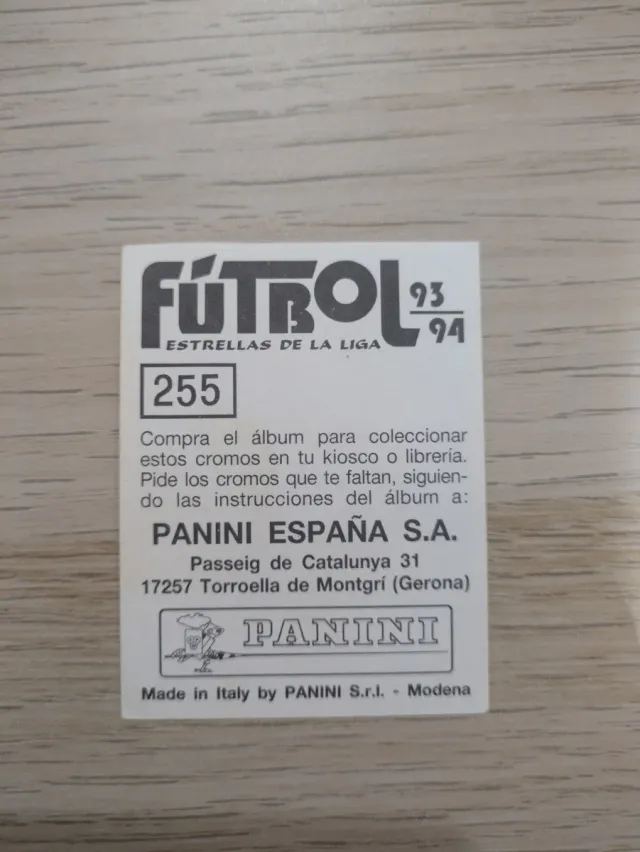 FÚTBOL 93/94
ESTRELLAS DE LA LIGA
255
Compra el álbum para coleccionar
estos cromos en tu kiosco o librería.
Pide los cromos que te faltan, siguien-
do las instrucciones del álbum a:
PANINI ESPAÑA S.A.
Passeig de Catalunya 31
17257 Torroella de Montgrí (Gerona)
PANINI
Made in Italy by PANINI S.r.l. - Modena